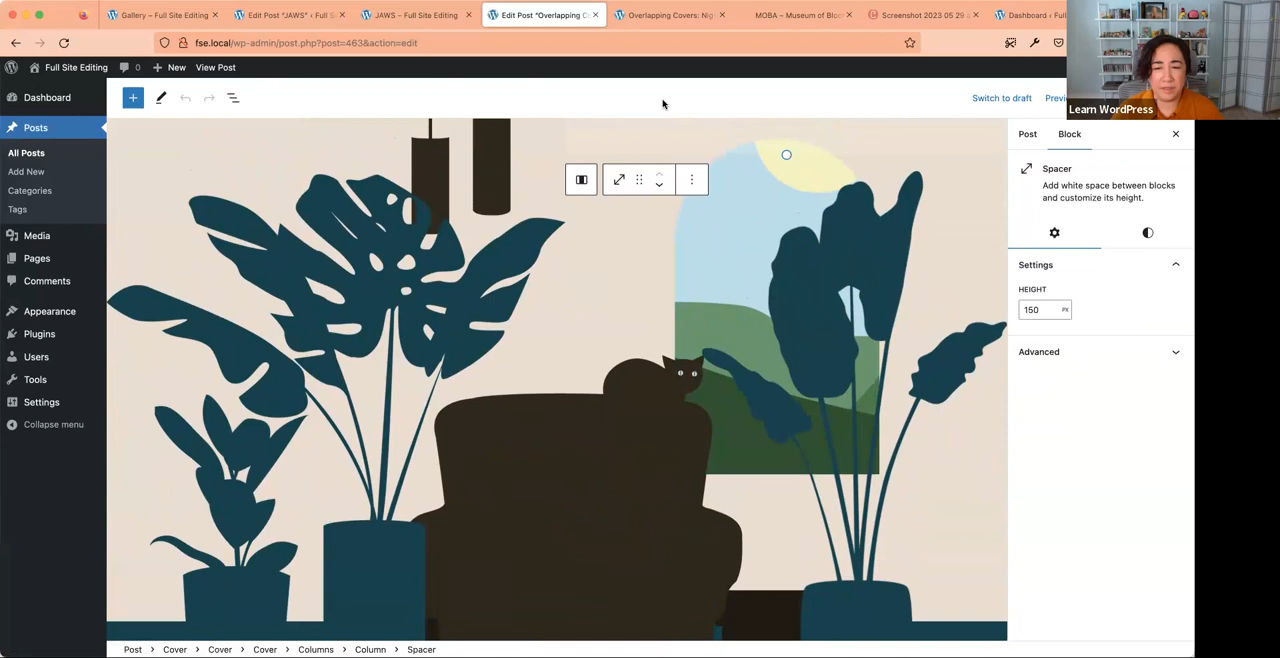 Gallery – Full Site Editing
Edit Post "JAWS" ‹ Full S
JAWS – Full Site Editing
Edit Post "Overlapping Co
Overlapping Covers: Nig
MOBA – Museum of Bloc
Screenshot 2023 05 29 a
Dashboard ‹ Full
fse.local/wp-admin/post.php?post=463&action=edit
Full Site Editing
0
New
View Post
Learn WordPress
Dashboard
Posts
All Posts
Add New
Categories
Tags
Media
Pages
Comments
Appearance
Plugins
Users
Tools
Settings
Collapse menu
Switch to draft
Previ
Post
Block
Spacer
Add white space between blocks
and customize its height.
Settings
HEIGHT
150
PX
Advanced
Post
Cover
Cover
Cover
Columns
Column
Spacer